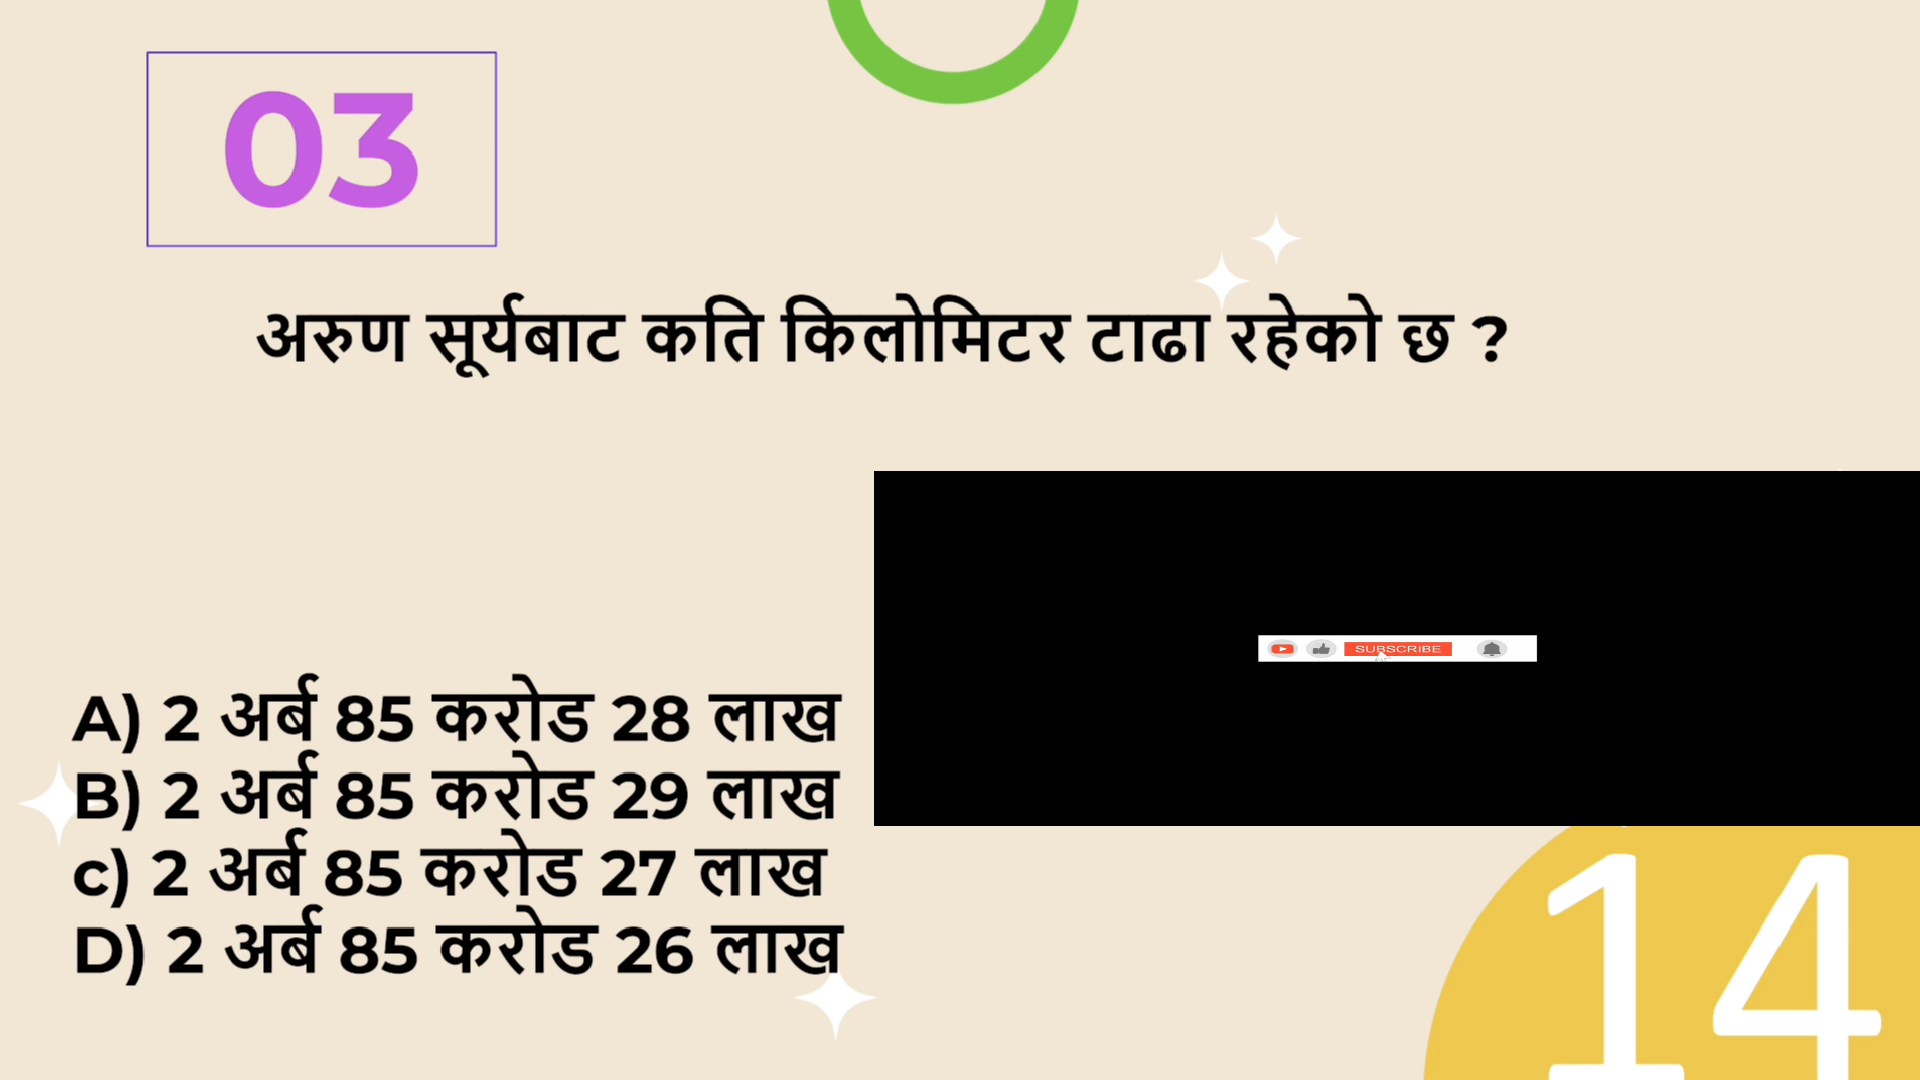 03
अरुण सूर्यबाट कति किलोमिटर टाढा रहेको छ ?
SUBSCRIBE
A) 2 अर्ब 85 करोड 28 लाख
B) 2 अर्ब 85 करोड 29 लाख
c) 2 अर्ब 85 करोड 27 लाख
D) 2 अर्ब 85 करोड 26 लाख
14